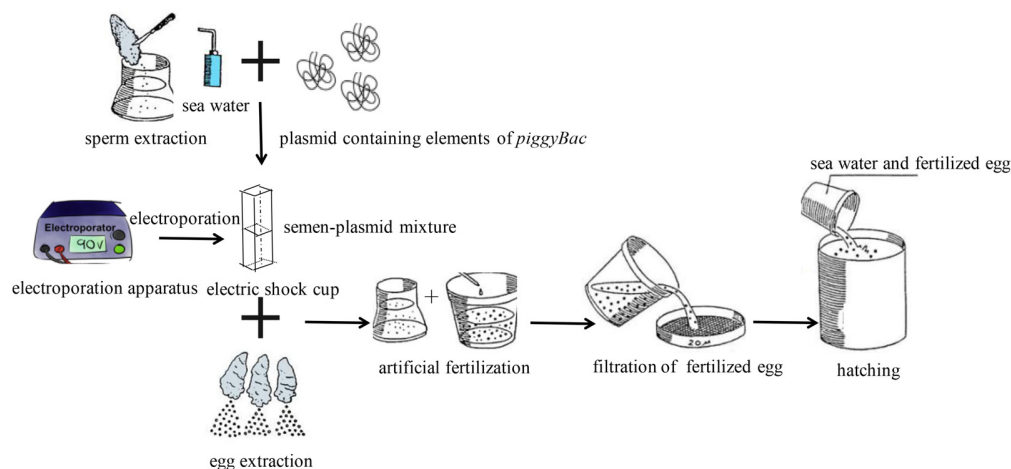 sea water
sperm extraction
plasmid containing elements of piggyBac
sea water and fertilized egg
Electroporator
90V
electroporation
semen-plasmid mixture
electroporation apparatus
electric shock cup
artificial fertilization
20M
filtration of fertilized egg
hatching
egg extraction